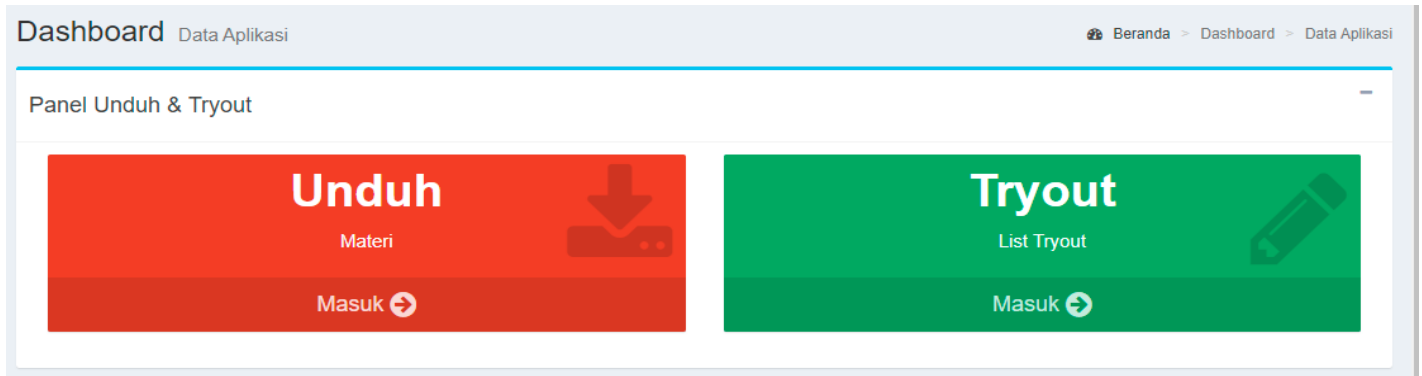 Dashboard Data Aplikasi
Beranda > Dashboard > Data Aplikasi
Panel Unduh & Tryout
Unduh
Materi
Masuk
Tryout
List Tryout
Masuk